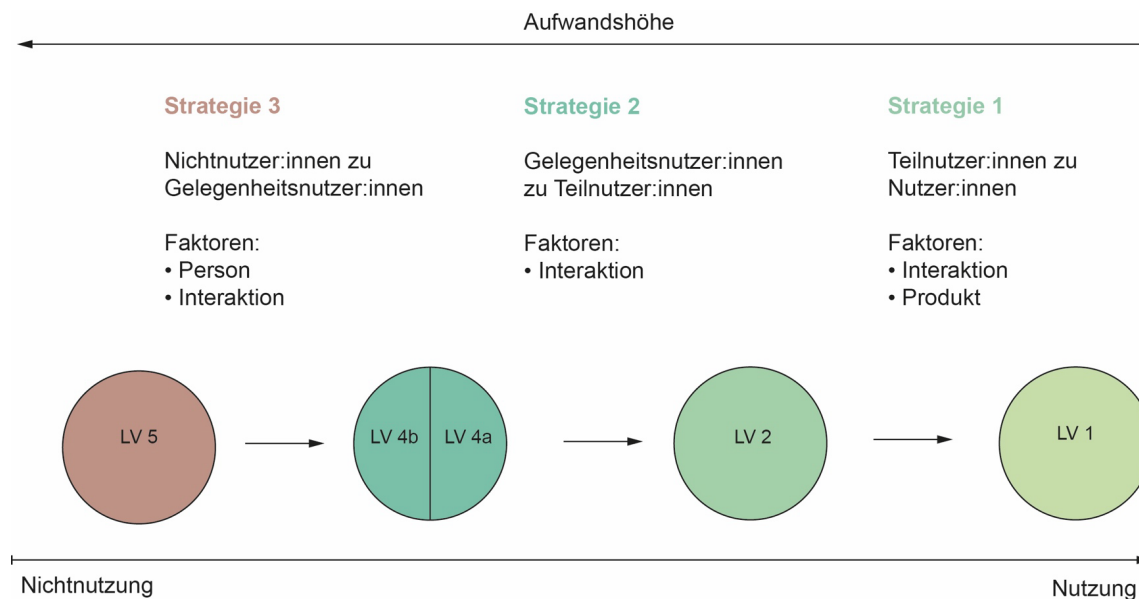 Aufwandshöhe
Strategie 3
Nichtnutzer:innen zu
Gelegenheitsnutzer:innen
Faktoren:
• Person
• Interaktion
Strategie 2
Gelegenheitsnutzer:innen
zu Teilnutzer:innen
Faktoren:
• Interaktion
Strategie 1
Teilnutzer:innen zu
Nutzer:innen
Faktoren:
• Interaktion
• Produkt
LV 5
LV 4b
LV 4a
LV 2
LV 1
Nichtnutzung
Nutzung